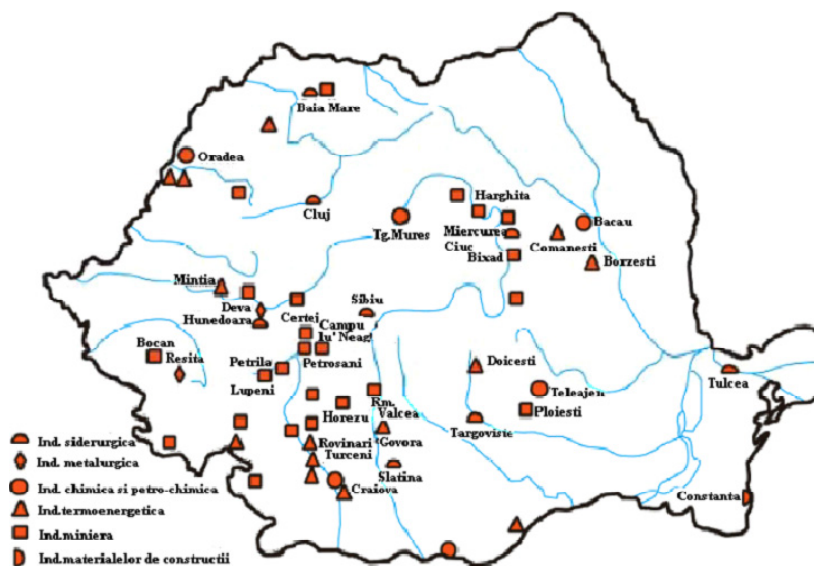 Baia Mare
Oradea
Cluj
Tg.Mures
Harghita
Miercurea
Ciuc
Bixad
Bacau
Comanesti
Borzesti
Mintia
Deva
Hunedoara
Certei
Sibiu
Campu
lu' Neag
Bocan
Resita
Petrila
Petrosani
Lupeni
Doicesti
Teleajen
Ploiesti
Tulcea
Rm.
Valcea
Horezu
Govora
Targoviste
Rovinari
Turceni
Slatina
Craiova
Constanta
Ind. siderurgica
Ind. metalurgica
Ind. chimica si petro-chimica
Ind.termoenergetica
Ind.miniera
Ind.materialelor de constructii